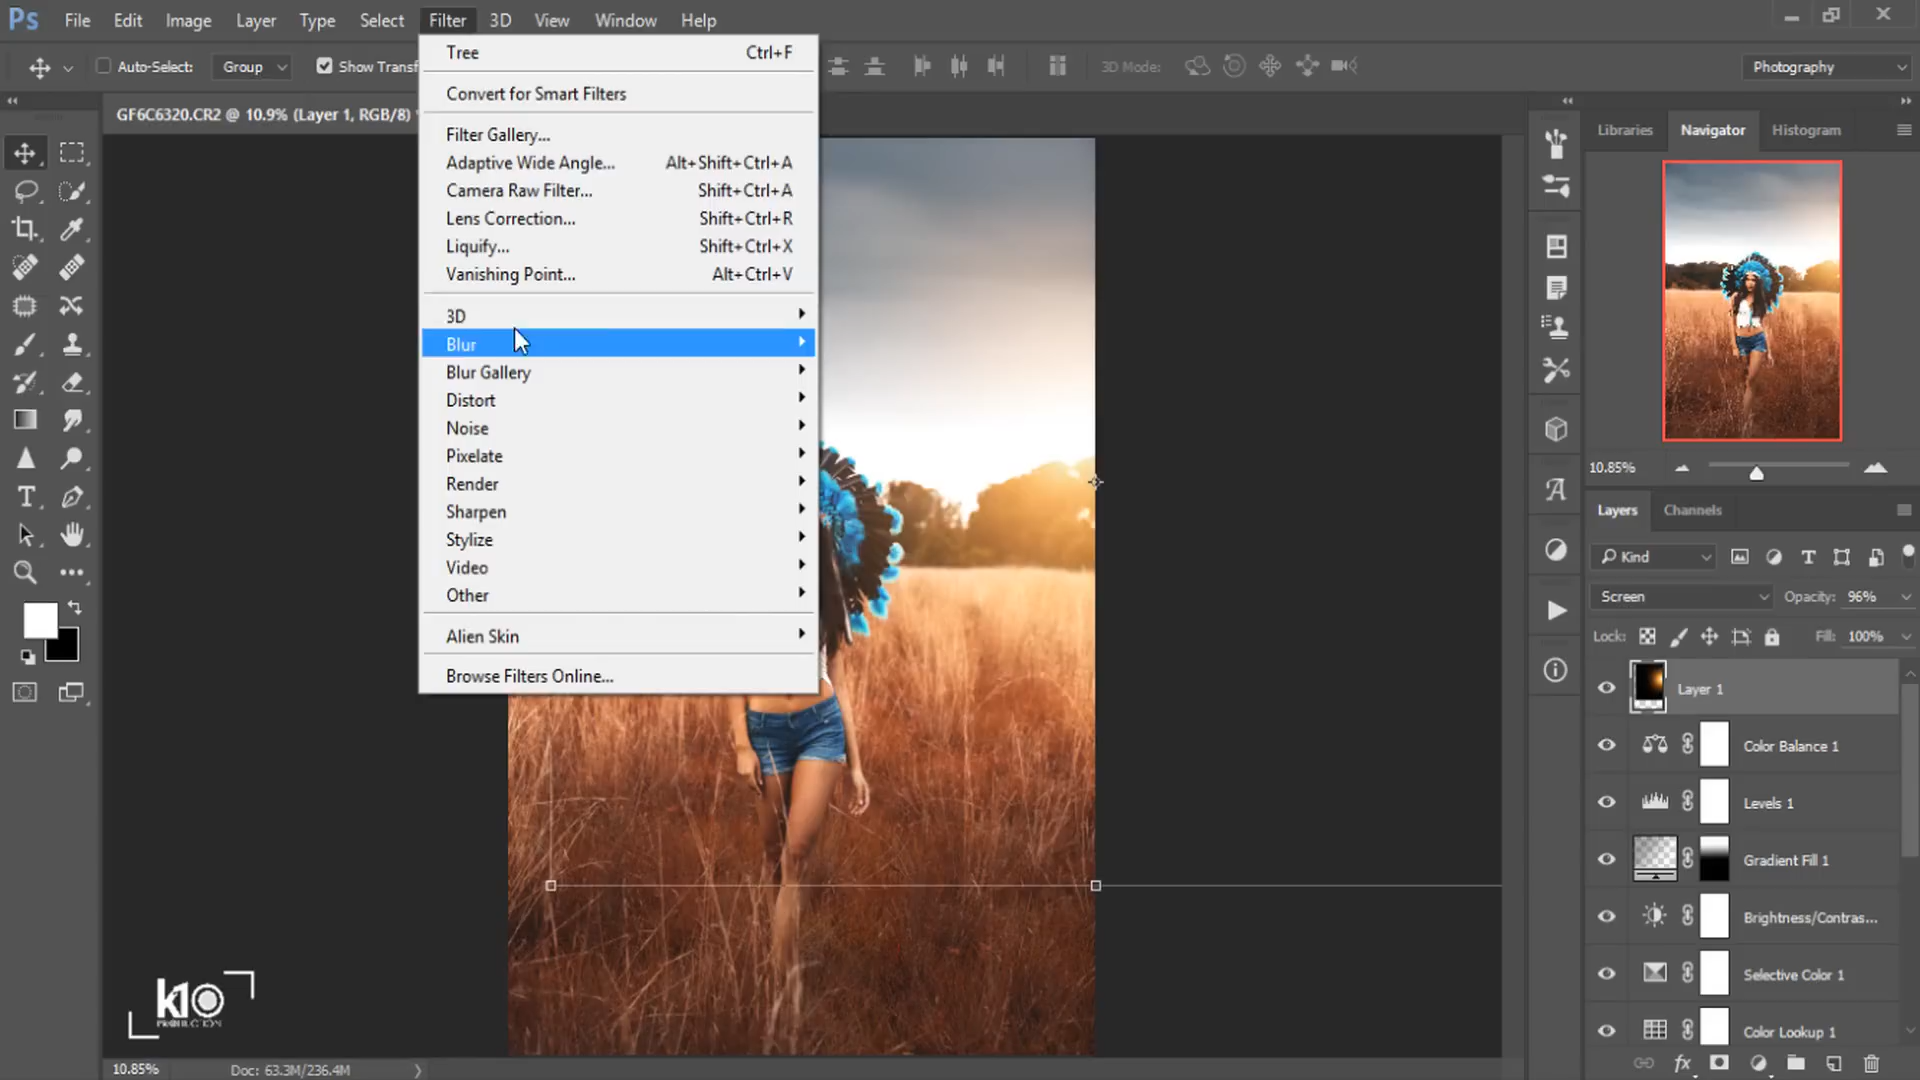 Ps File Edit Image Layer Type Select Filter 3D View Window Help
Auto-Select: Group Show Transf 3D Mode: Photography
GF6C6320.CR2 @ 10.9% (Layer 1, RGB/8)
Tree Ctrl+F
Convert for Smart Filters
Filter Gallery...
Adaptive Wide Angle... Alt+Shift+Ctrl+A
Camera Raw Filter... Shift+Ctrl+A
Lens Correction... Shift+Ctrl+R
Liquify... Shift+Ctrl+X
Vanishing Point... Alt+Ctrl+V
3D
Blur
Blur Gallery
Distort
Noise
Pixelate
Render
Sharpen
Stylize
Video
Other
Alien Skin
Browse Filters Online...
Libraries Navigator Histogram
10.85%
Layers Channels
Kind
Screen Opacity: 96%
Lock: Fill: 100%
Layer 1
Color Balance 1
Levels 1
Gradient Fill 1
Brightness/Contras...
Selective Color 1
Color Lookup 1
fx
k10
PRODUCTION
10.85% Doc: 63.3M/236.4M